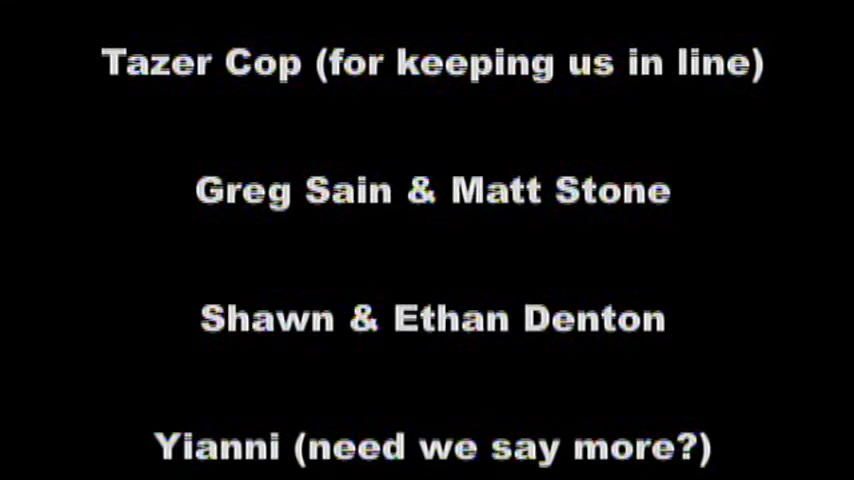 Tazer Cop (for keeping us in line)
Greg Sain & Matt Stone
Shawn & Ethan Denton
Yianni (need we say more?)